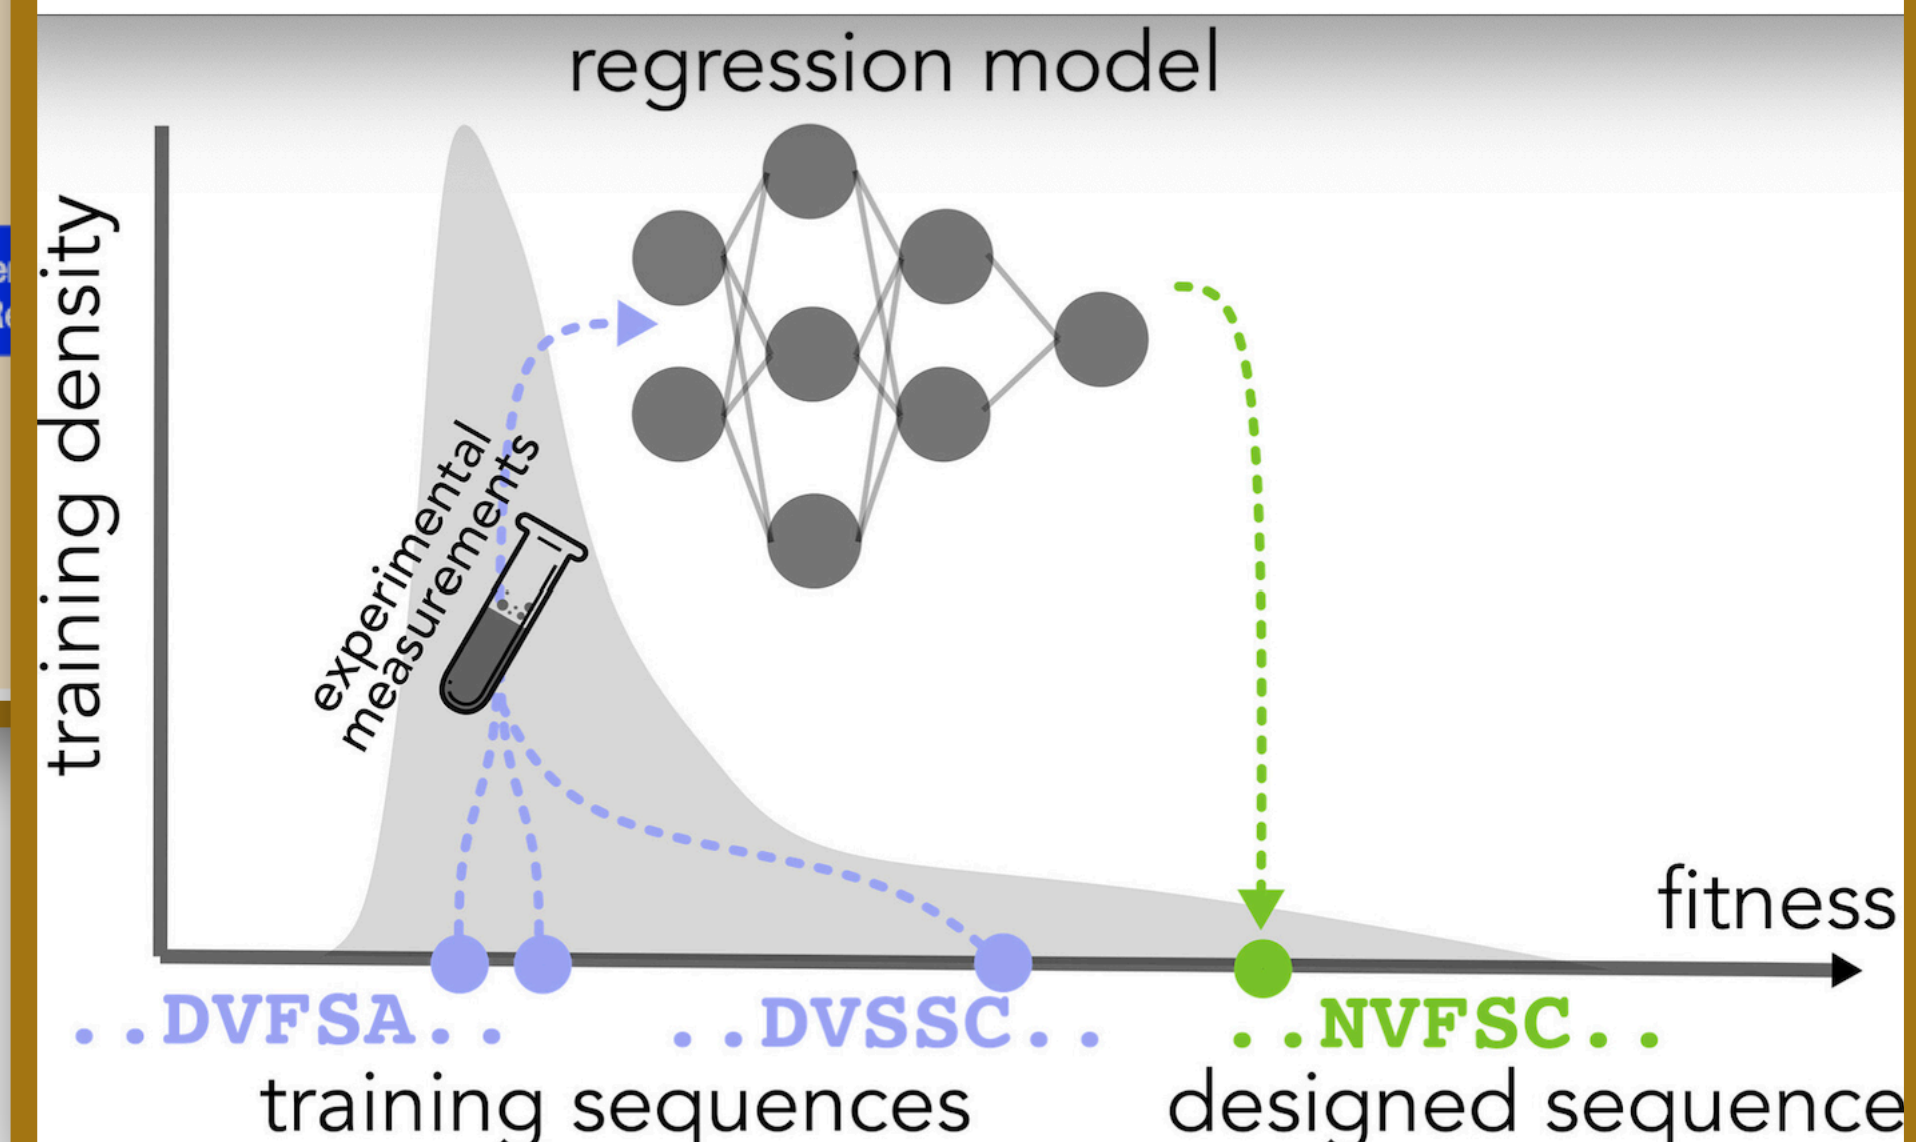 regression model
training density
experimental
measurements
fitness
..DVFSA..
..DVSSC..
..NVFSC..
training sequences
designed sequence